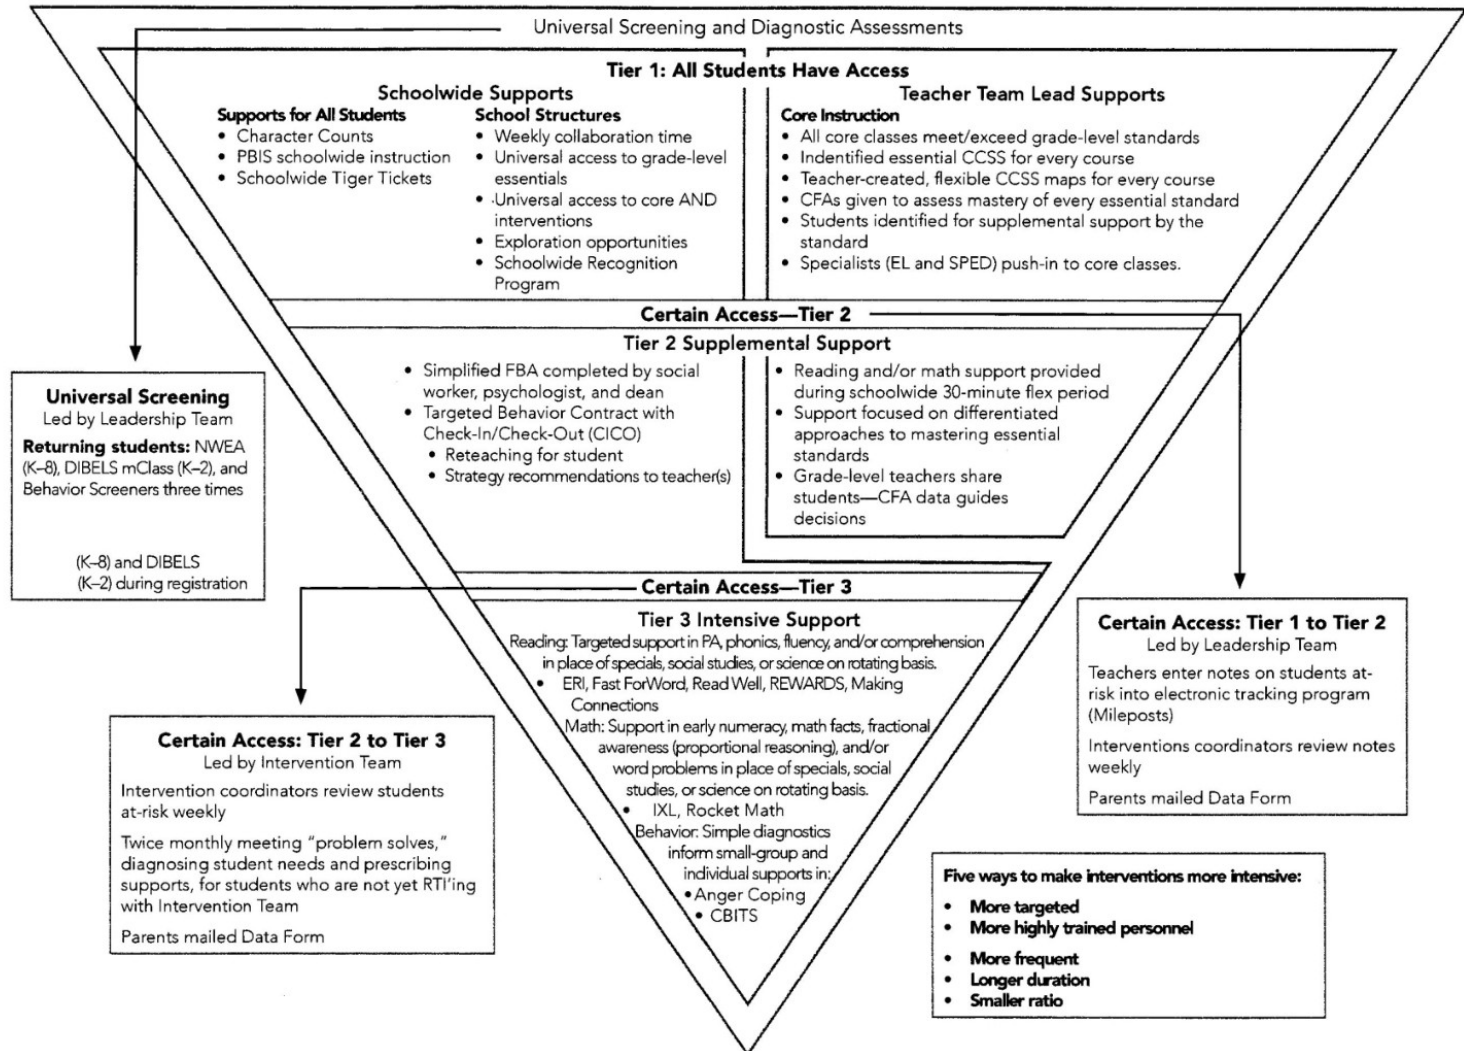 Universal Screening and Diagnostic Assessments
Tier 1: All Students Have Access
Schoolwide Supports
Supports for All Students
• Character Counts
• PBIS schoolwide instruction
• Schoolwide Tiger Tickets
School Structures
• Weekly collaboration time
• Universal access to grade-level
essentials
• Universal access to core AND
interventions
• Exploration opportunities
• Schoolwide Recognition
Program
Teacher Team Lead Supports
Core Instruction
• All core classes meet/exceed grade-level standards
• Indentified essential CCSS for every course
• Teacher-created, flexible CCSS maps for every course
• CFAs given to assess mastery of every essential standard
• Students identified for supplemental support by the
standard
• Specialists (EL and SPED) push-in to core classes.
Certain Access—Tier 2
Tier 2 Supplemental Support
• Simplified FBA completed by social
worker, psychologist, and dean
• Targeted Behavior Contract with
Check-In/Check-Out (CICO)
• Reteaching for student
• Strategy recommendations to teacher(s)
• Reading and/or math support provided
during schoolwide 30-minute flex period
• Support focused on differentiated
approaches to mastering essential
standards
• Grade-level teachers share
students—CFA data guides
decisions
Universal Screening
Led by Leadership Team
Returning students: NWEA
(K–8), DIBELS mClass (K–2), and
Behavior Screeners three times
(K–8) and DIBELS
(K–2) during registration
Certain Access—Tier 3
Tier 3 Intensive Support
Reading: Targeted support in PA, phonics, fluency, and/or comprehension
in place of specials, social studies, or science on rotating basis.
• ERI, Fast ForWord, Read Well, REWARDS, Making
Connections
Math: Support in early numeracy, math facts, fractional
awareness (proportional reasoning), and/or
word problems in place of specials, social
studies, or science on rotating basis.
• IXL, Rocket Math
Behavior: Simple diagnostics
inform small-group and
individual supports in:
• Anger Coping
• CBITS
Certain Access: Tier 1 to Tier 2
Led by Leadership Team
Teachers enter notes on students at-
risk into electronic tracking program
(Mileposts)
Interventions coordinators review notes
weekly
Parents mailed Data Form
Certain Access: Tier 2 to Tier 3
Led by Intervention Team
Intervention coordinators review students
at-risk weekly
Twice monthly meeting "problem solves,"
diagnosing student needs and prescribing
supports, for students who are not yet RTI'ing
with Intervention Team
Parents mailed Data Form
Five ways to make interventions more intensive:
• More targeted
• More highly trained personnel
• More frequent
• Longer duration
• Smaller ratio